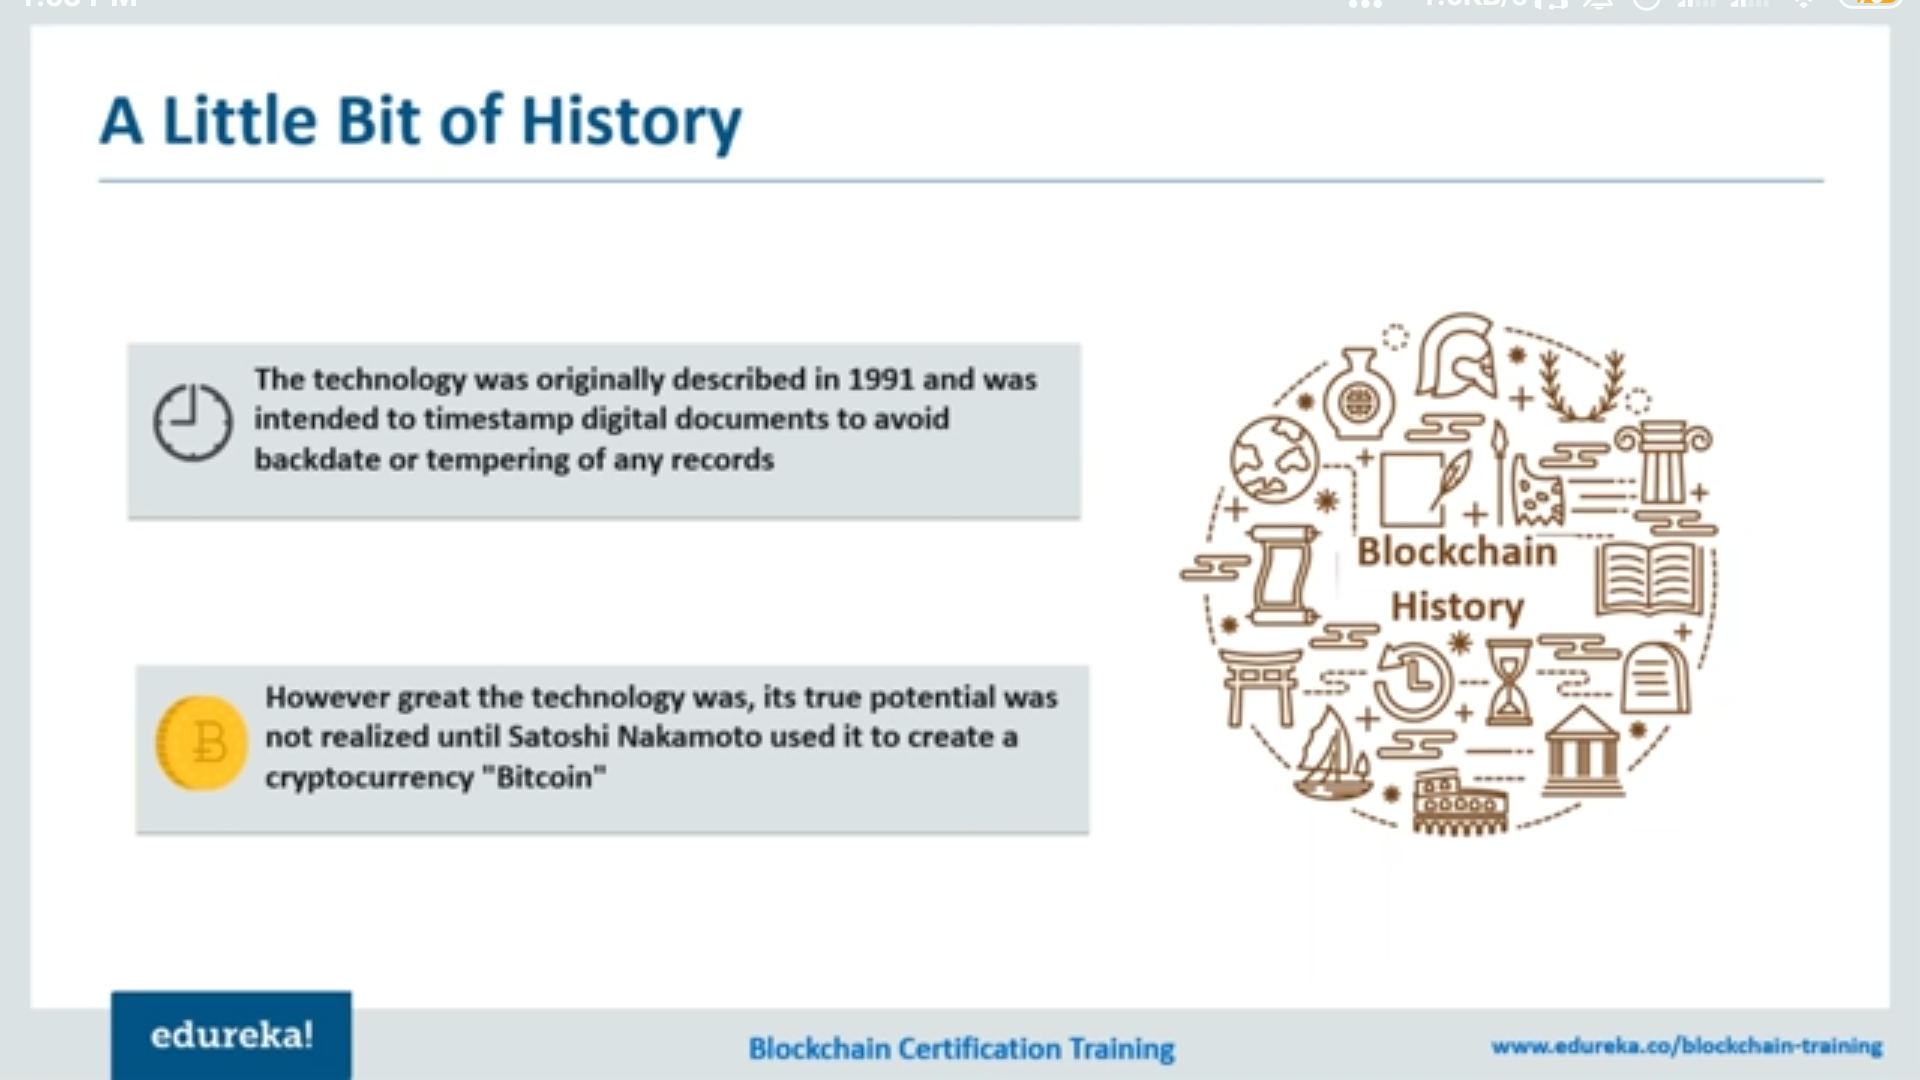 A Little Bit of History
The technology was originally described in 1991 and was
intended to timestamp digital documents to avoid
backdate or tempering of any records
However great the technology was, its true potential was
not realized until Satoshi Nakamoto used it to create a
cryptocurrency "Bitcoin"
Blockchain
History
edureka!
Blockchain Certification Training
www.edureka.co/blockchain-training